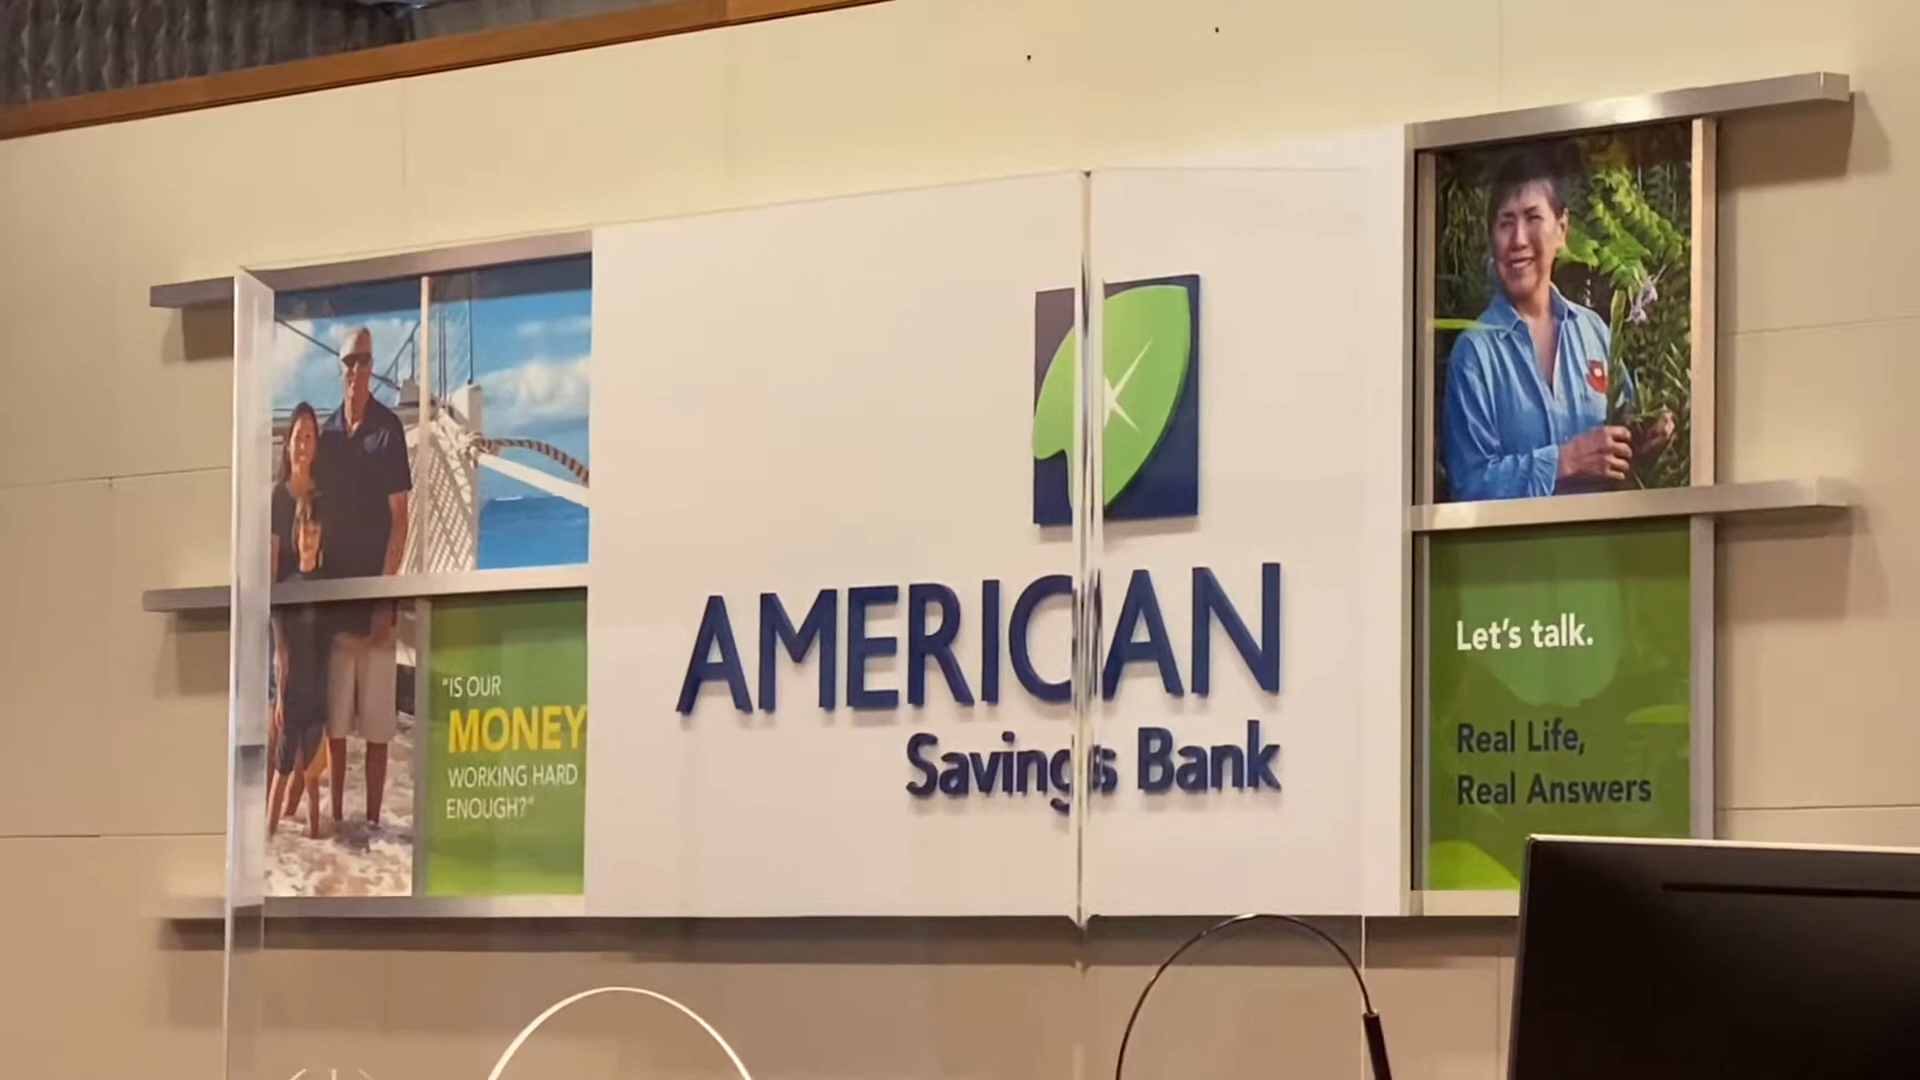 "IS OUR
MONEY
WORKING HARD
ENOUGH?"
AMERICAN
Savings Bank
Let's talk.
Real Life,
Real Answers